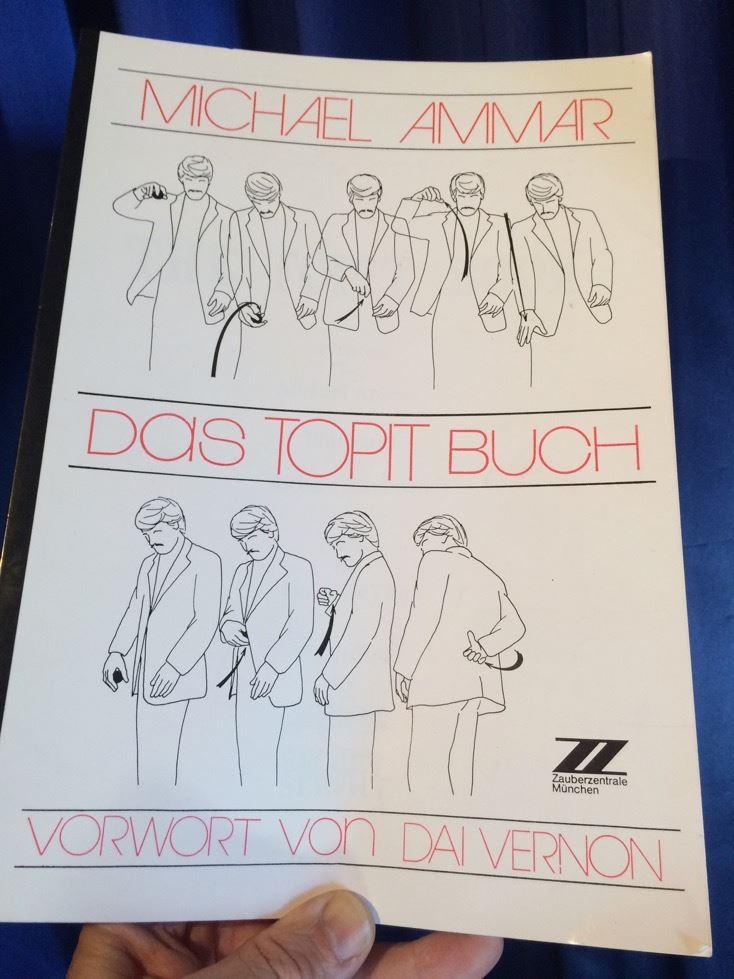 MICHAEL AMMAR
Das TOPIT BUCH
Zauberzentrale
München
VORWORT von DAI VERNON